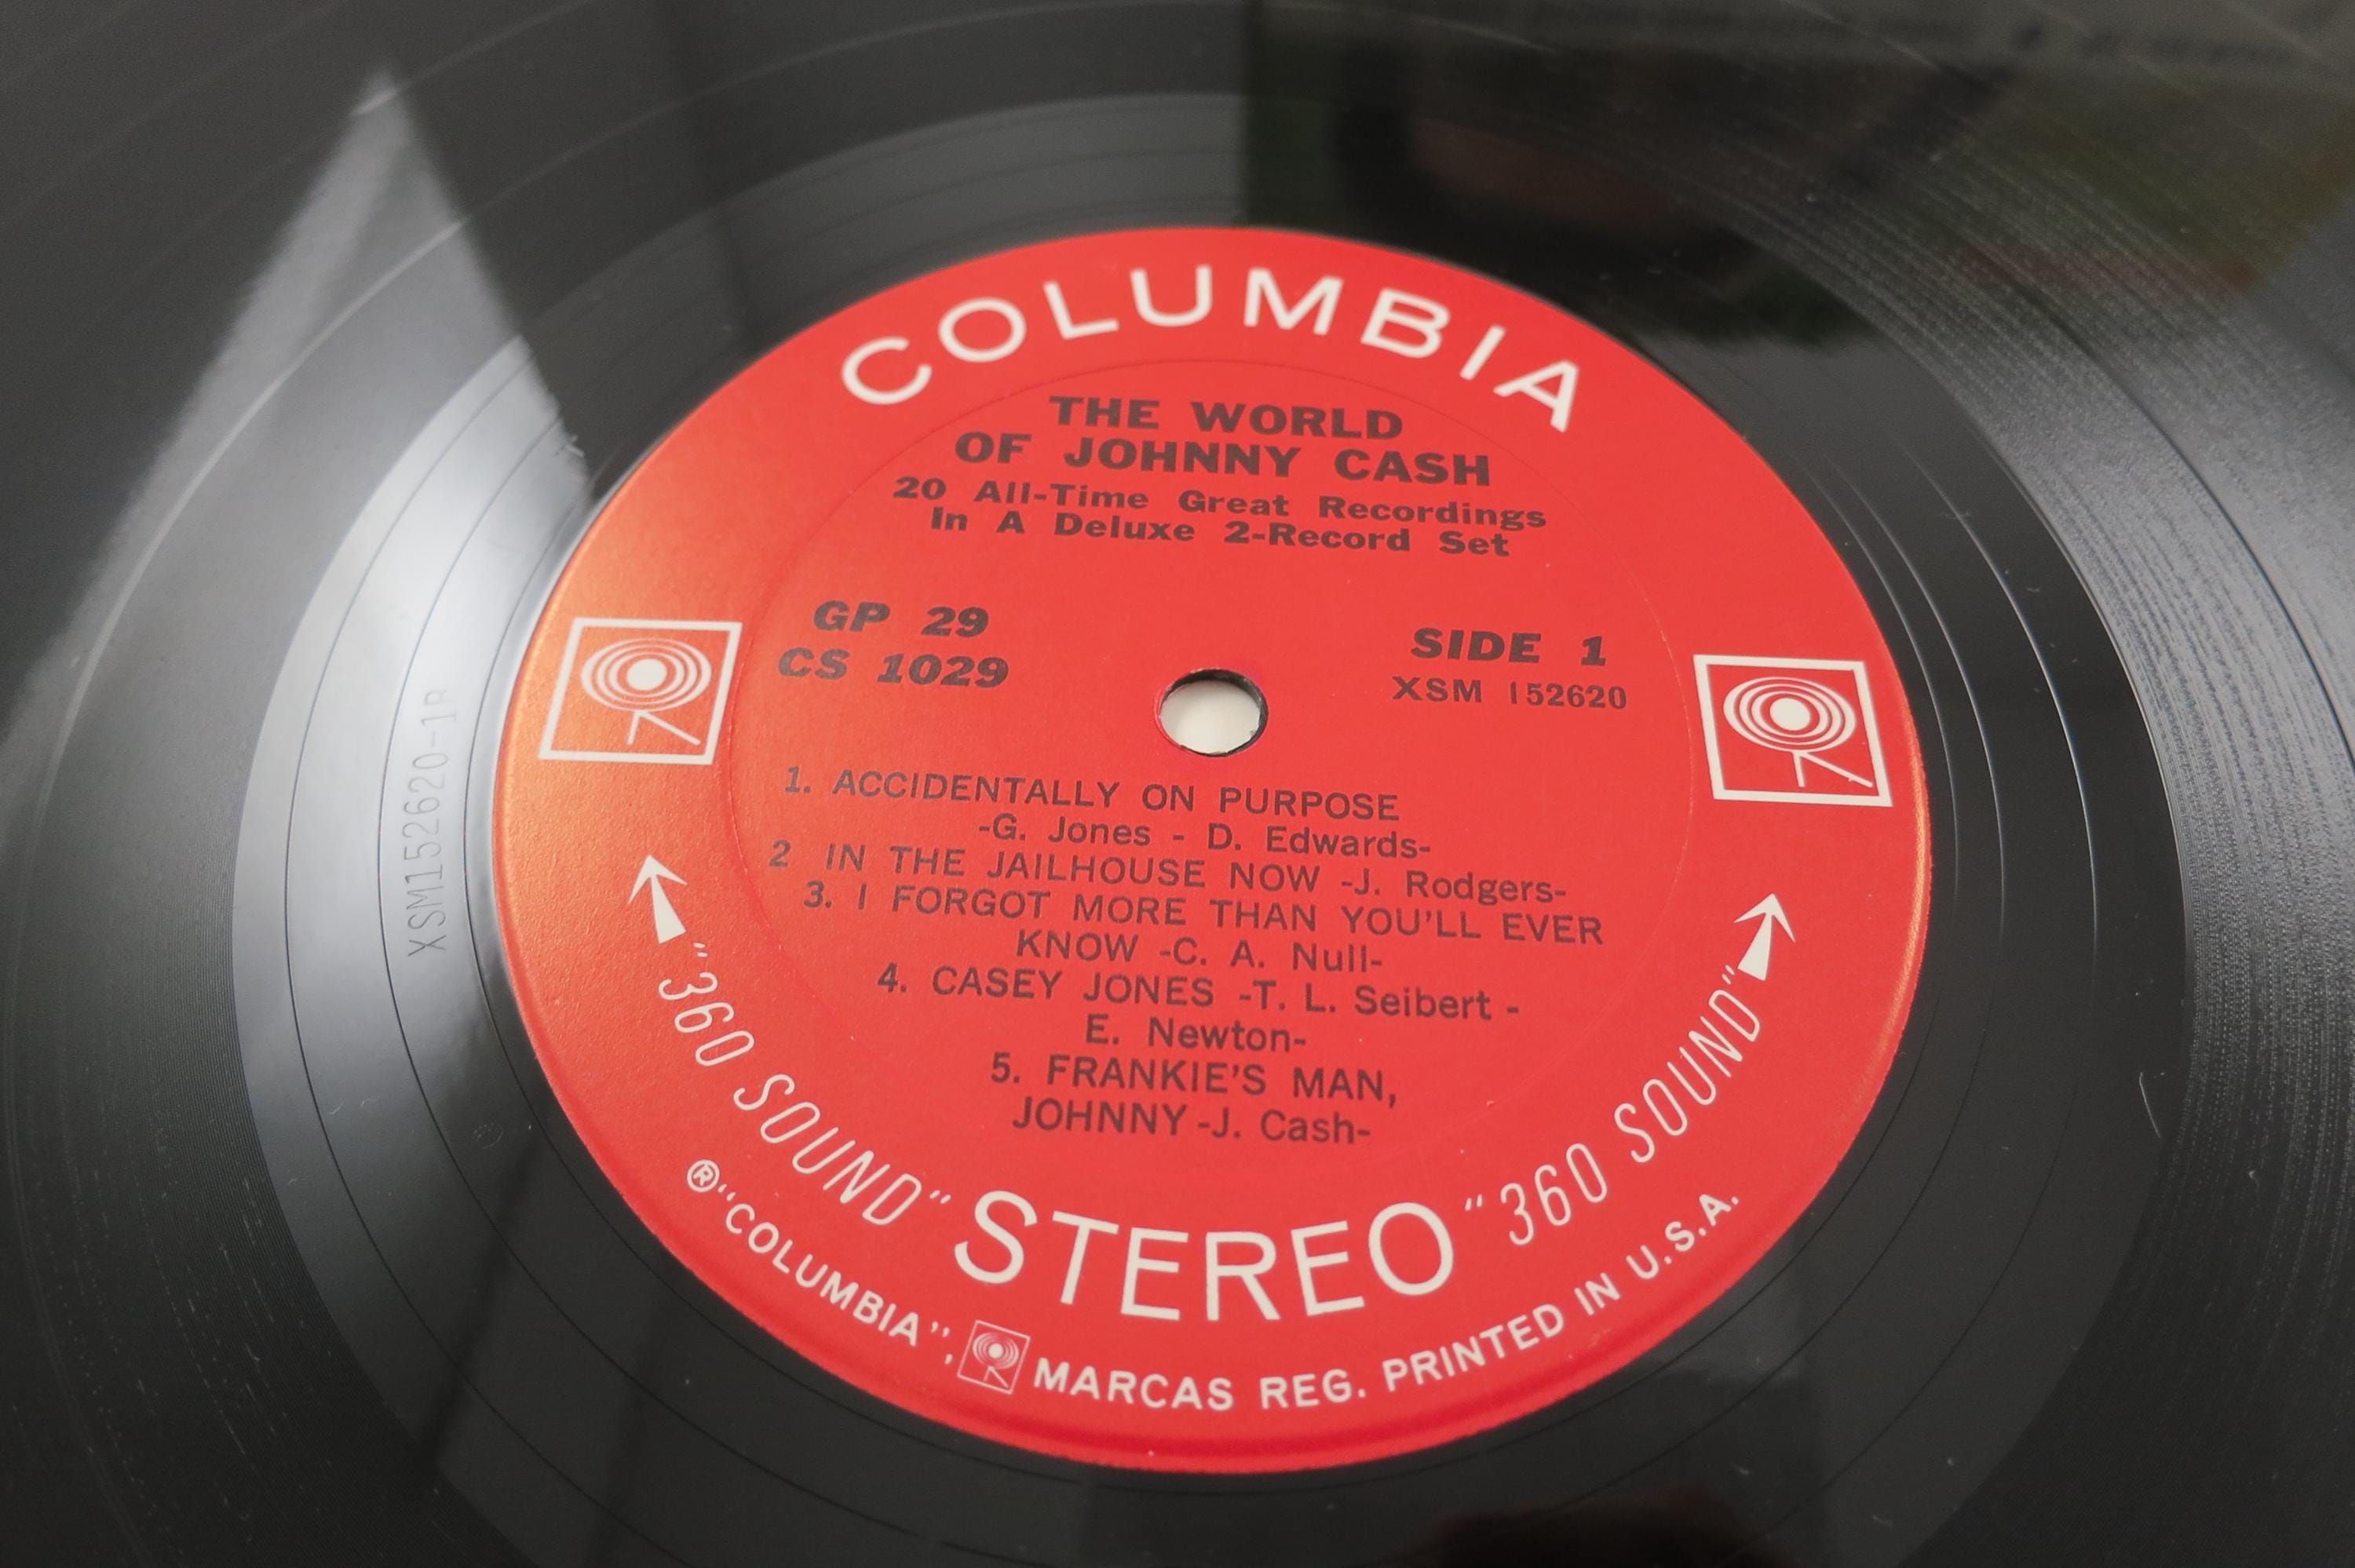 COLUMBIA
THE WORLD
OF JOHNNY CASH
20 All-Time Great Recordings
In A Deluxe 2-Record Set
GP 29
CS 1029
SIDE 1
XSM 152620
1. ACCIDENTALLY ON PURPOSE
-G. Jones - D. Edwards-
2 IN THE JAILHOUSE NOW -J. Rodgers-
3. I FORGOT MORE THAN YOU'LL EVER
KNOW -C. A. Null-
4. CASEY JONES -T. L. Seibert -
E. Newton-
5. FRANKIE'S MAN,
JOHNNY -J. Cash-
"360 SOUND" STEREO "360 SOUND"
® "COLUMBIA", MARCAS REG. PRINTED IN U.S.A.
XSM152620-1B